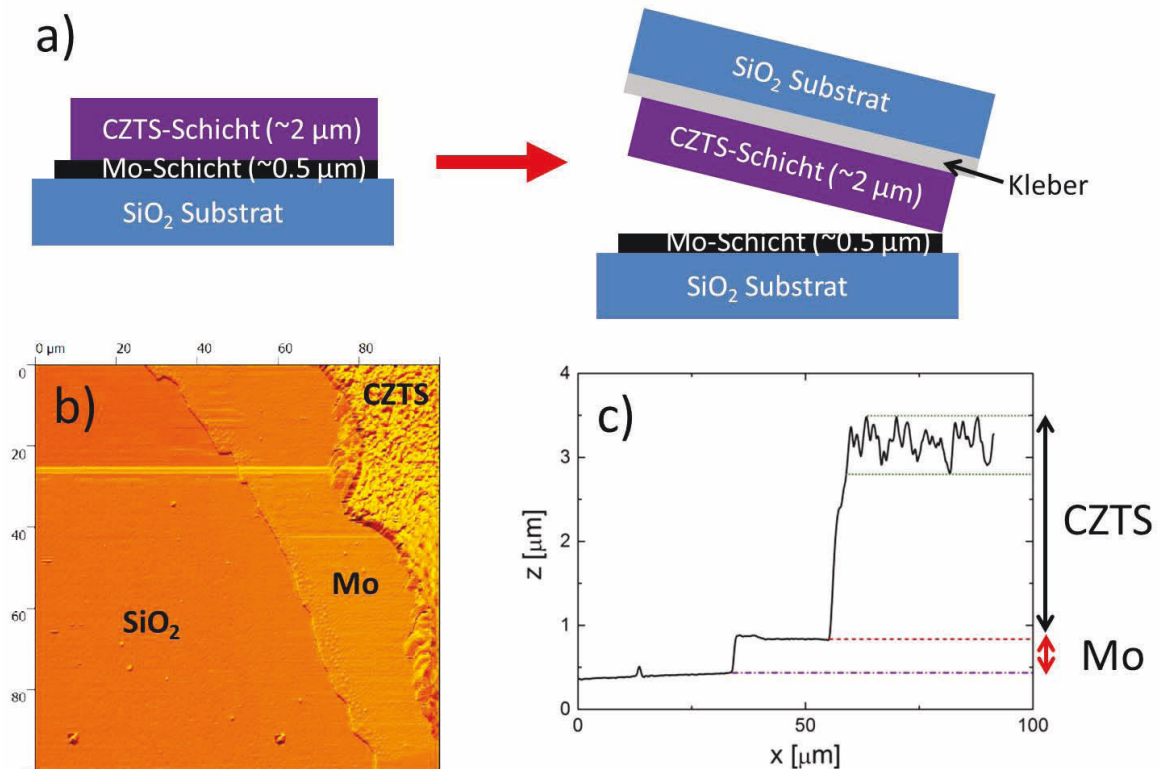 a)
CZTS-Schicht (~2 µm)
Mo-Schicht (~0.5 µm)
SiO₂ Substrat
SiO₂ Substrat
CZTS-Schicht (~2 µm)
Kleber
Mo-Schicht (~0.5 µm)
SiO₂ Substrat
b)
0 µm 20 40 60 80
0
20
40
60
80
CZTS
Mo
SiO₂
c)
4
3
2
1
0
z [µm]
0 50 100
x [µm]
CZTS
Mo